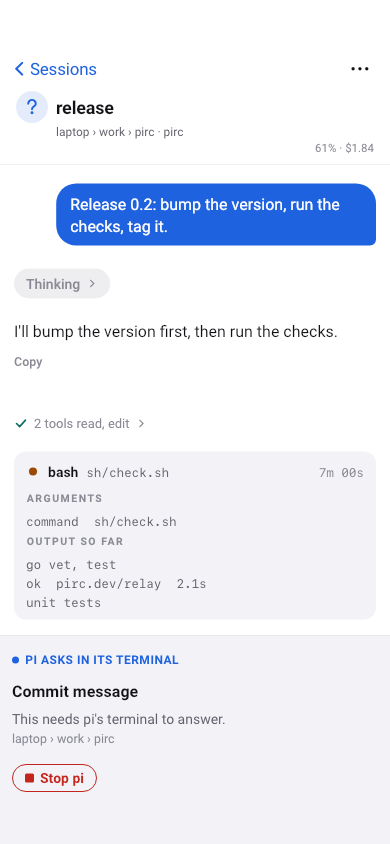 Sessions
?
release
laptop › work › pirc · pirc
61% · $1.84
Release 0.2: bump the version, run the
checks, tag it.
Thinking
I'll bump the version first, then run the checks.
Copy
2 tools read, edit
bash sh/check.sh 7m 00s
ARGUMENTS
command sh/check.sh
OUTPUT SO FAR
go vet, test
ok pirc.dev/relay 2.1s
unit tests
PI ASKS IN ITS TERMINAL
Commit message
This needs pi's terminal to answer.
laptop › work › pirc
Stop pi